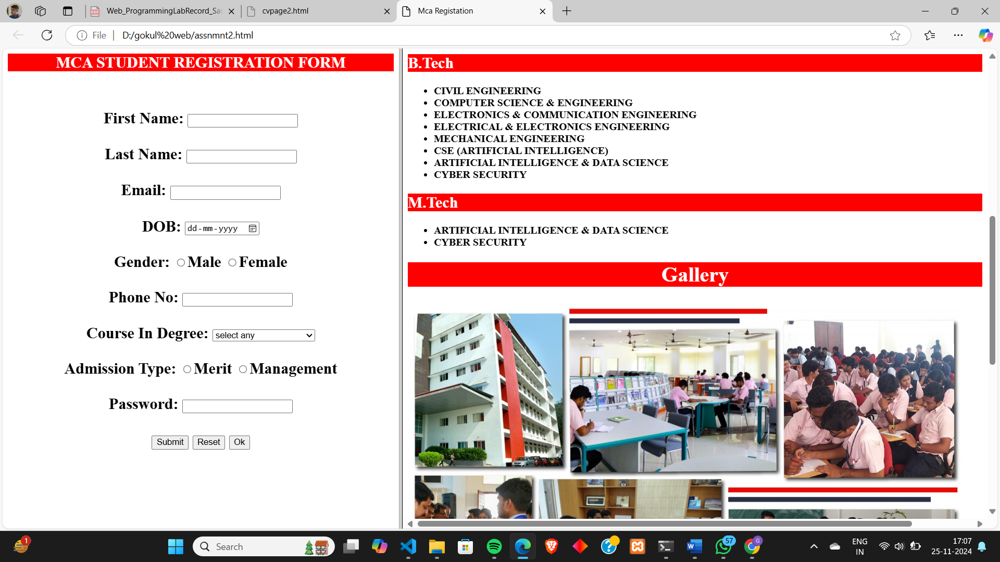 Web_ProgrammingLabRecord_Sar
cvpage2.html
Mca Registation
File
D:/gokul%20web/assnmnt2.html
MCA STUDENT REGISTRATION FORM
First Name:
Last Name:
Email:
DOB: dd-mm-yyyy
Gender: Male Female
Phone No:
Course In Degree: select any
Admission Type: Merit Management
Password:
Submit Reset Ok
B.Tech
• CIVIL ENGINEERING
• COMPUTER SCIENCE & ENGINEERING
• ELECTRONICS & COMMUNICATION ENGINEERING
• ELECTRICAL & ELECTRONICS ENGINEERING
• MECHANICAL ENGINEERING
• CSE (ARTIFICIAL INTELLIGENCE)
• ARTIFICIAL INTELLIGENCE & DATA SCIENCE
• CYBER SECURITY
M.Tech
• ARTIFICIAL INTELLIGENCE & DATA SCIENCE
• CYBER SECURITY
Gallery
1
Search
57
G
ENG
IN
17:07
25-11-2024